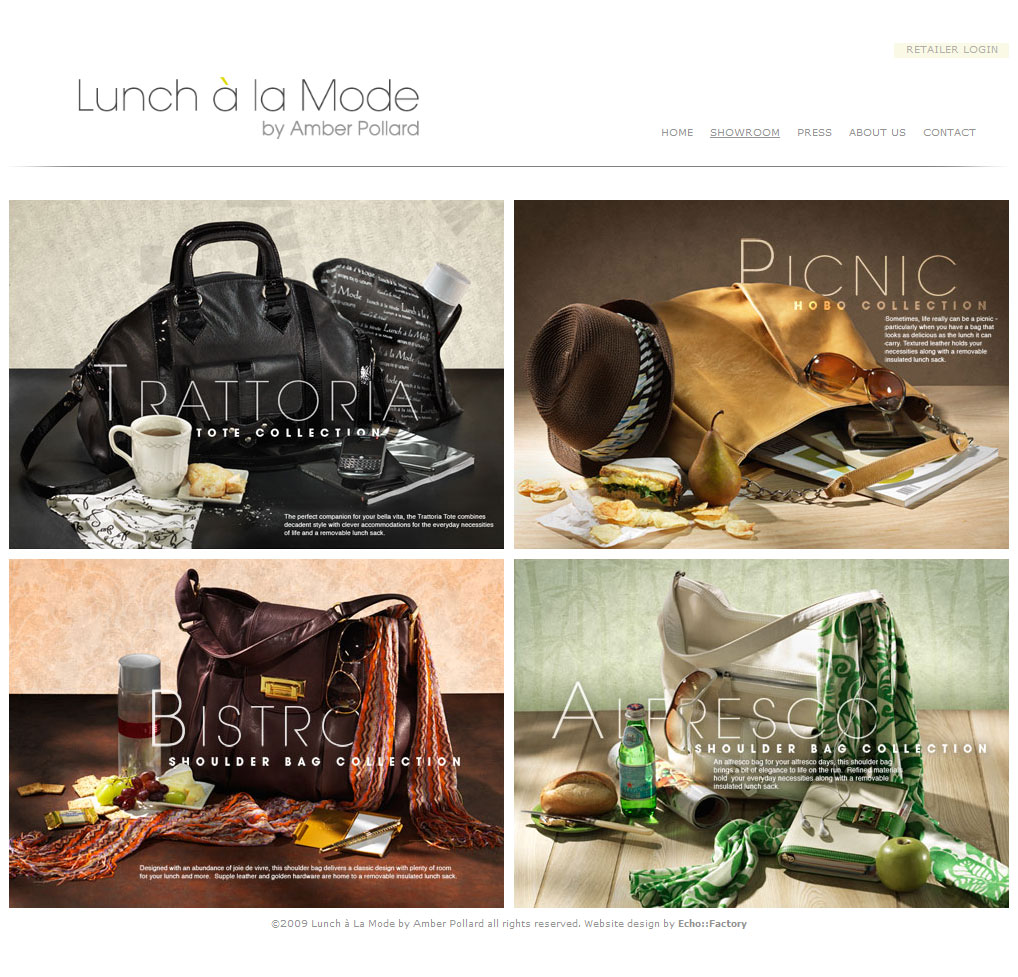 RETAILER LOGIN
Lunch à la Mode
by Amber Pollard
HOME SHOWROOM PRESS ABOUT US CONTACT
Mode
Lunch à la
Mode
TRATTORIA
TOTE COLLECTION
The perfect companion for your bella vita, the Trattoria Tote combines
decadent style with clever accommodations for the everyday necessities
of life and a removable lunch sack.
PICNIC
HOBO COLLECTION
Sometimes, life really can be a picnic -
particularly when you have a bag that
looks as delicious as the lunch it can
carry. Textured leather holds your
necessities along with a removable
insulated lunch sack.
BISTRO
SHOULDER BAG COLLECTION
Designed with an abundance of joie de vivre, this shoulder bag delivers a classic design with plenty of room
for your lunch and more. Supple leather and golden hardware are home to a removable insulated lunch sack.
ALFRESCO
SHOULDER BAG COLLECTION
An alfresco bag for your alfresco days, this shoulder bag
brings a bit of elegance to life on the run. Refined materials
hold your everyday necessities along with a removable
insulated lunch sack
©2009 Lunch à La Mode by Amber Pollard all rights reserved. Website design by Echo::Factory